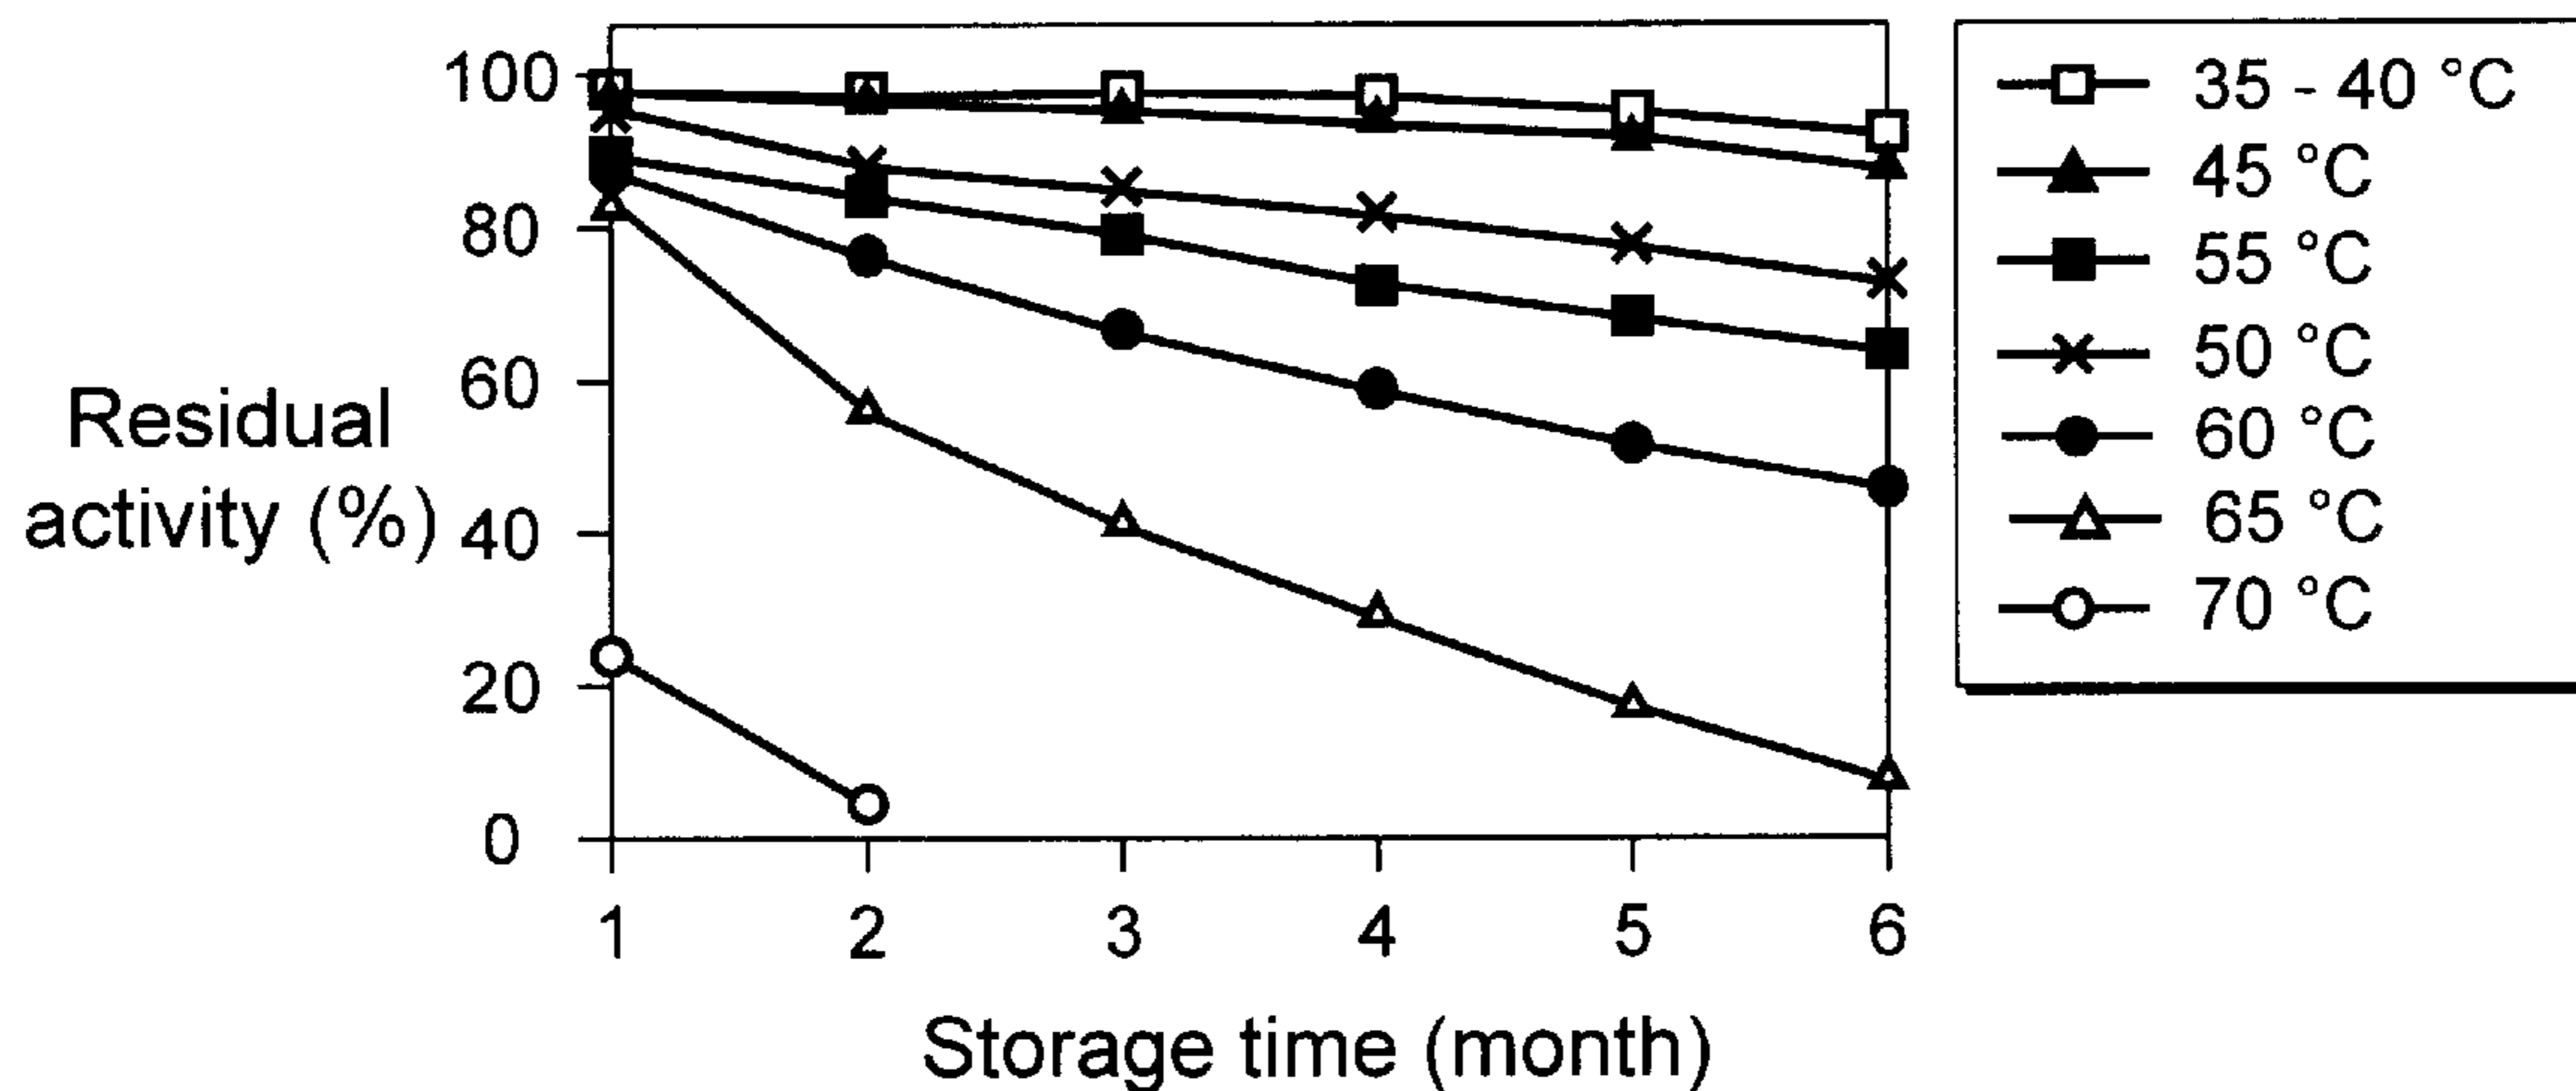 100
80
60
40
20
0
Residual
activity (%)
1 2 3 4 5 6
Storage time (month)
35 - 40 °C
45 °C
55 °C
50 °C
60 °C
65 °C
70 °C